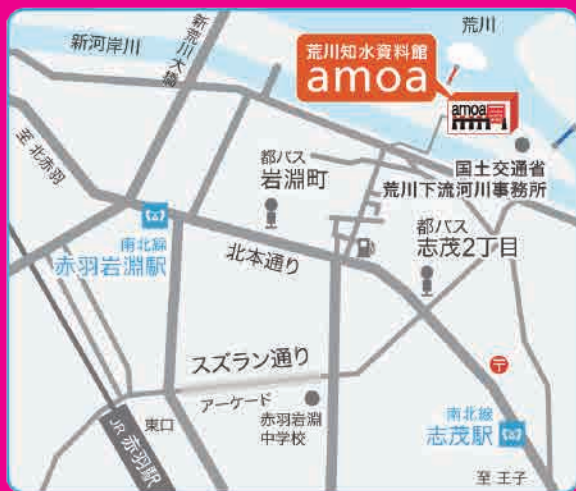 荒川
新河岸川
新荒川大橋
荒川知水資料館
amoa
amoa
至 北赤羽
都バス
岩淵町
国土交通省
荒川下流河川事務所
都バス
志茂2丁目
南北線
赤羽岩淵駅
北本通り
スズラン通り
アーケード
赤羽岩淵
中学校
東口
JR 赤羽駅
〒
南北線
志茂駅
至 王子